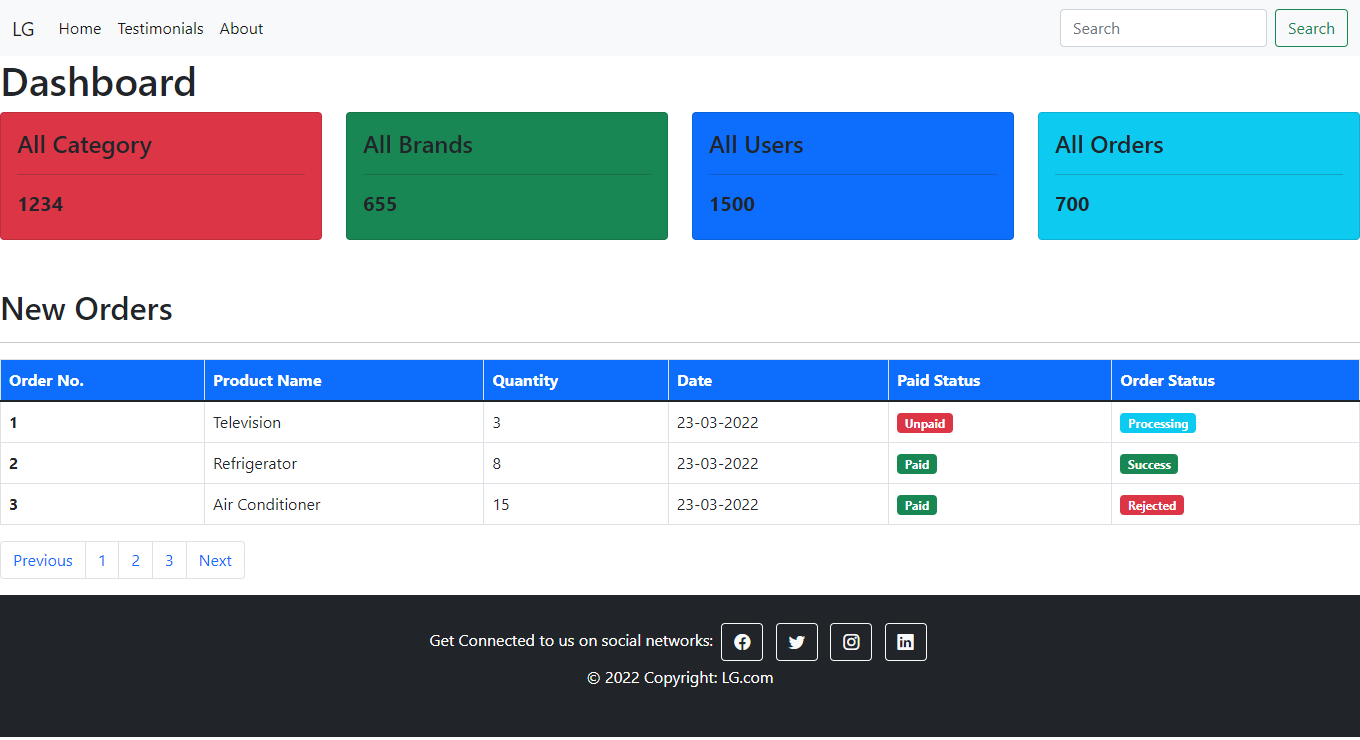 LG Home Testimonials About Search Search
Dashboard
All Category All Brands All Users All Orders
1234 655 1500 700
New Orders
Order No. Product Name Quantity Date Paid Status Order Status
1 Television 3 23-03-2022 Unpaid Processing
2 Refrigerator 8 23-03-2022 Paid Success
3 Air Conditioner 15 23-03-2022 Paid Rejected
Previous 1 2 3 Next
Get Connected to us on social networks:
© 2022 Copyright: LG.com